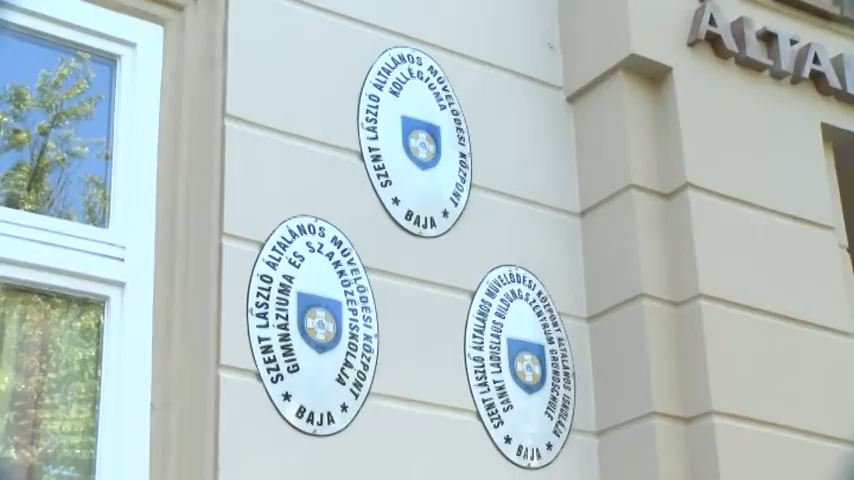 ALTA
SZENT LÁSZLÓ ÁLTALÁNOS MŰVELŐDÉSI KÖZPONT
KOLLÉGIUMA
* BAJA *
SZENT LÁSZLÓ ÁLTALÁNOS MŰVELŐDÉSI KÖZPONT
GIMNÁZIUMA ÉS SZAKKÖZÉPISKOLÁJA
* BAJA *
SZENT LÁSZLÓ ÁLTALÁNOS MŰVELŐDÉSI KÖZPONT ÁLTALÁNOS ISKOLÁJA
SANKT LADISLAUS BILDUNGSZENTRUM GRUNDSCHULE
* BAJA *